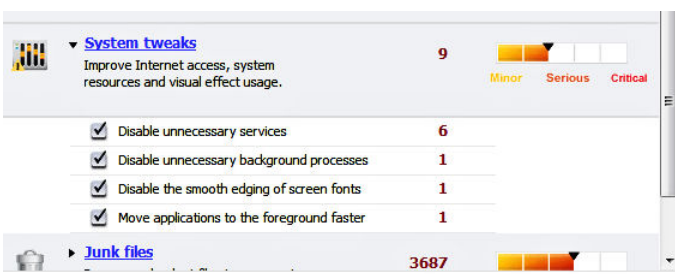 System tweaks
9
Improve Internet access, system
resources and visual effect usage.
Minor Serious Critical
Disable unnecessary services 6
Disable unnecessary background processes 1
Disable the smooth edging of screen fonts 1
Move applications to the foreground faster 1
Junk files
3687